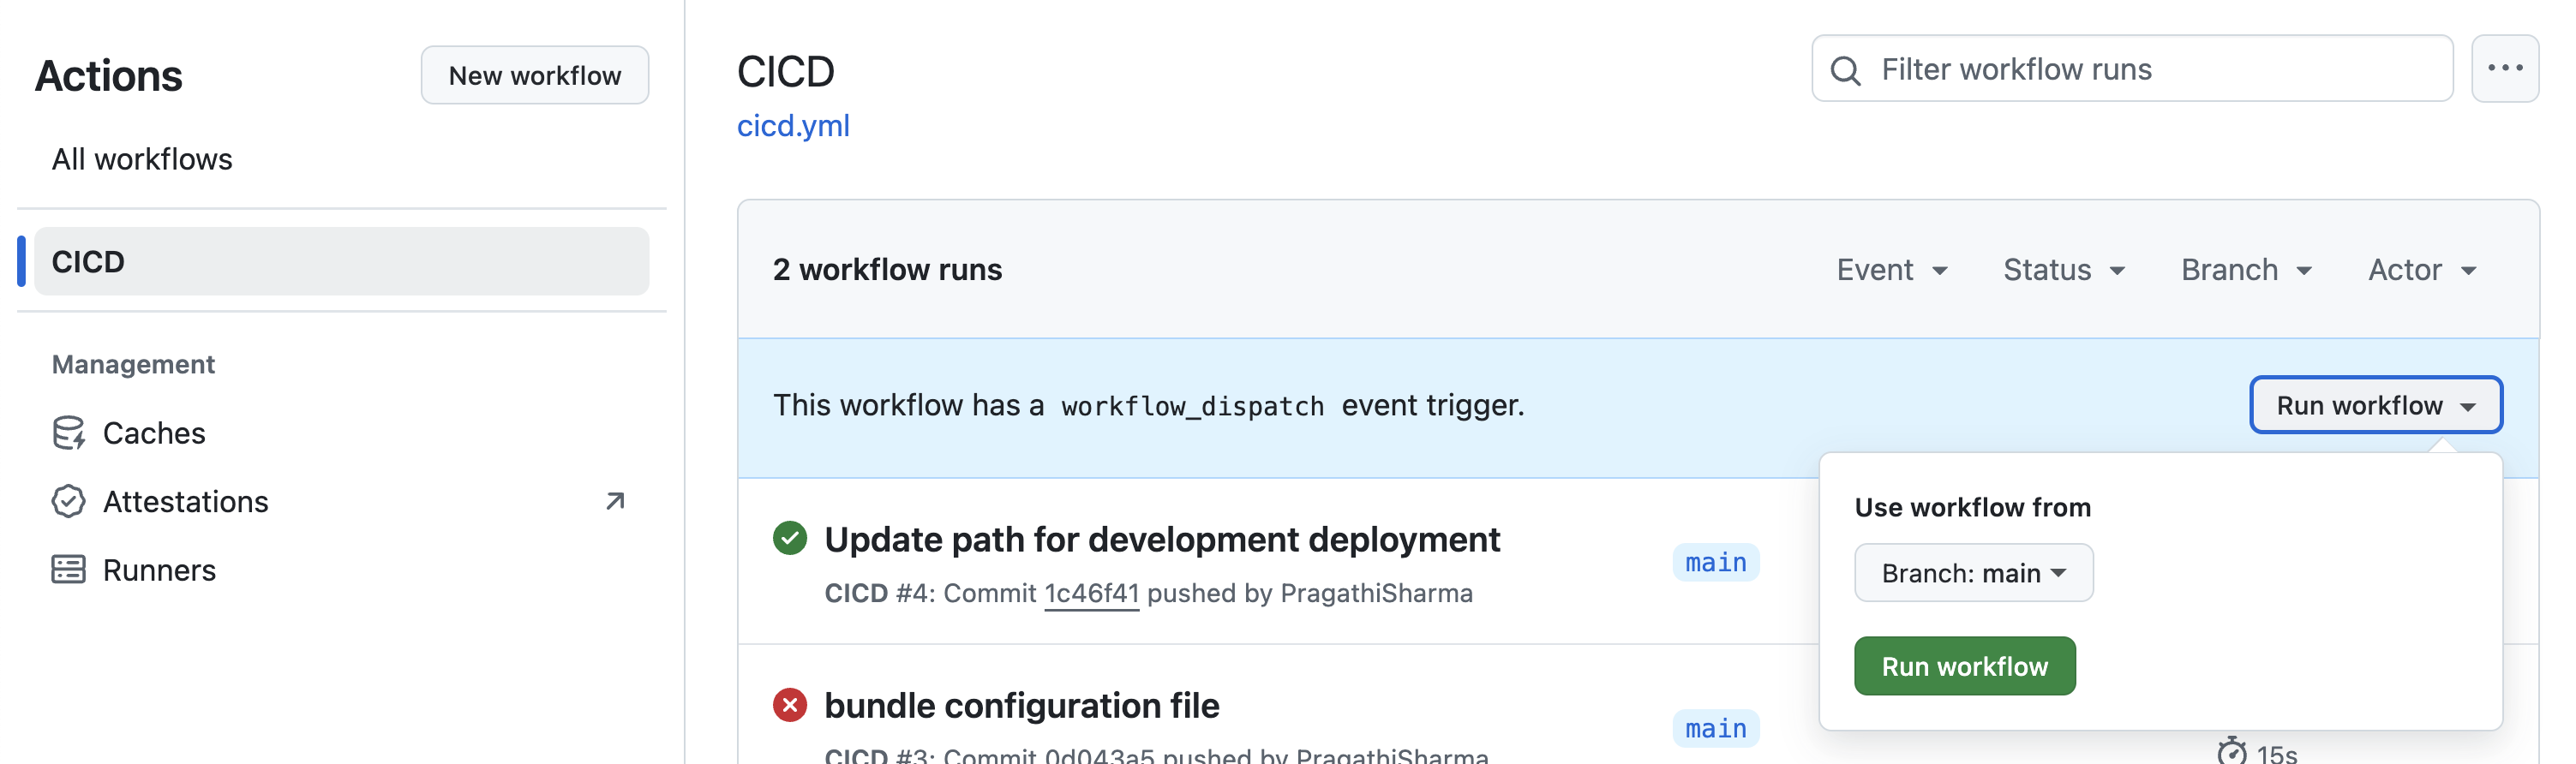 Actions
New workflow
All workflows
CICD
Management
Caches
Attestations
Runners
CICD
cicd.yml
Filter workflow runs
2 workflow runs
Event Status Branch Actor
This workflow has a workflow_dispatch event trigger.
Run workflow
Use workflow from
Branch: main
Run workflow
Update path for development deployment
main
CICD #4: Commit 1c46f41 pushed by PragathiSharma
bundle configuration file
main
CICD #3: Commit 0d043a5 pushed by PragathiSharma
15s